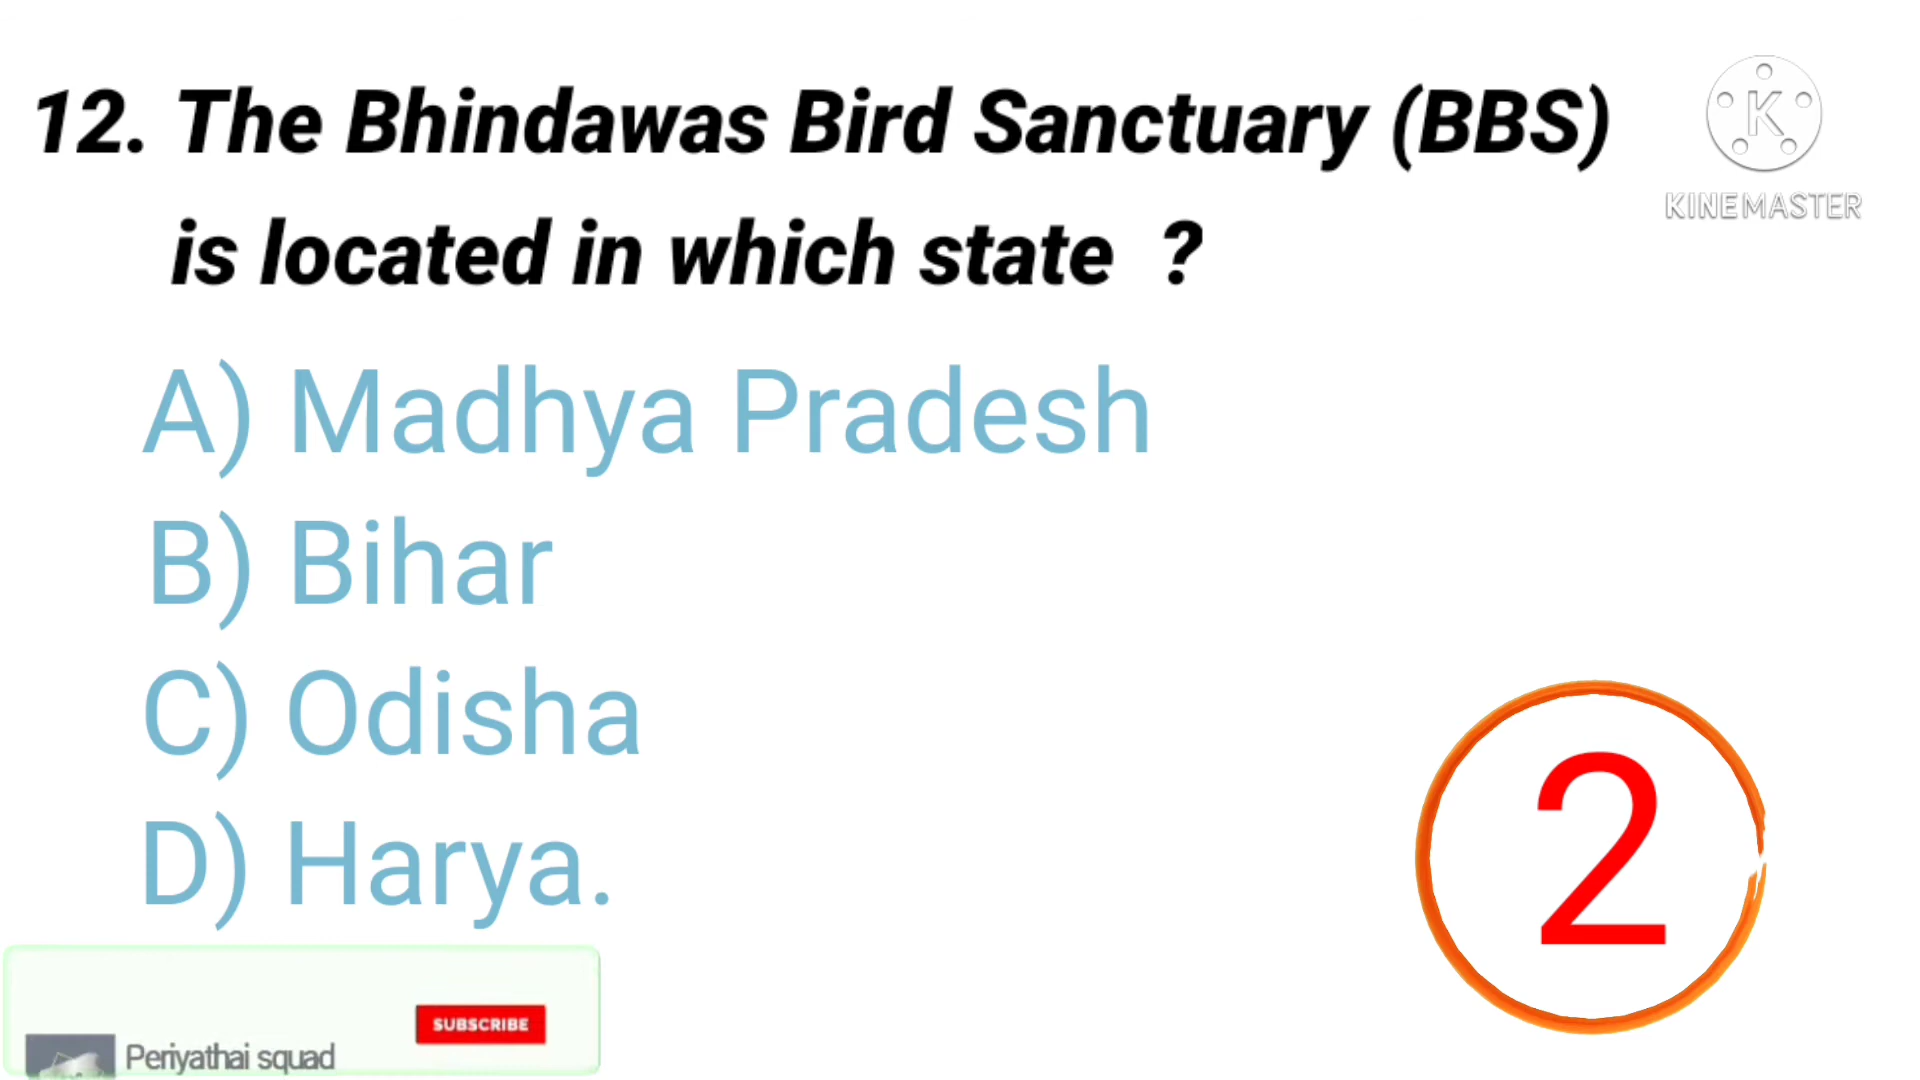 12. The Bhindawas Bird Sanctuary (BBS)
is located in which state ?
A) Madhya Pradesh
B) Bihar
C) Odisha
D) Harya.
K
KINEMASTER
2
SUBSCRIBE
Periyathai squad